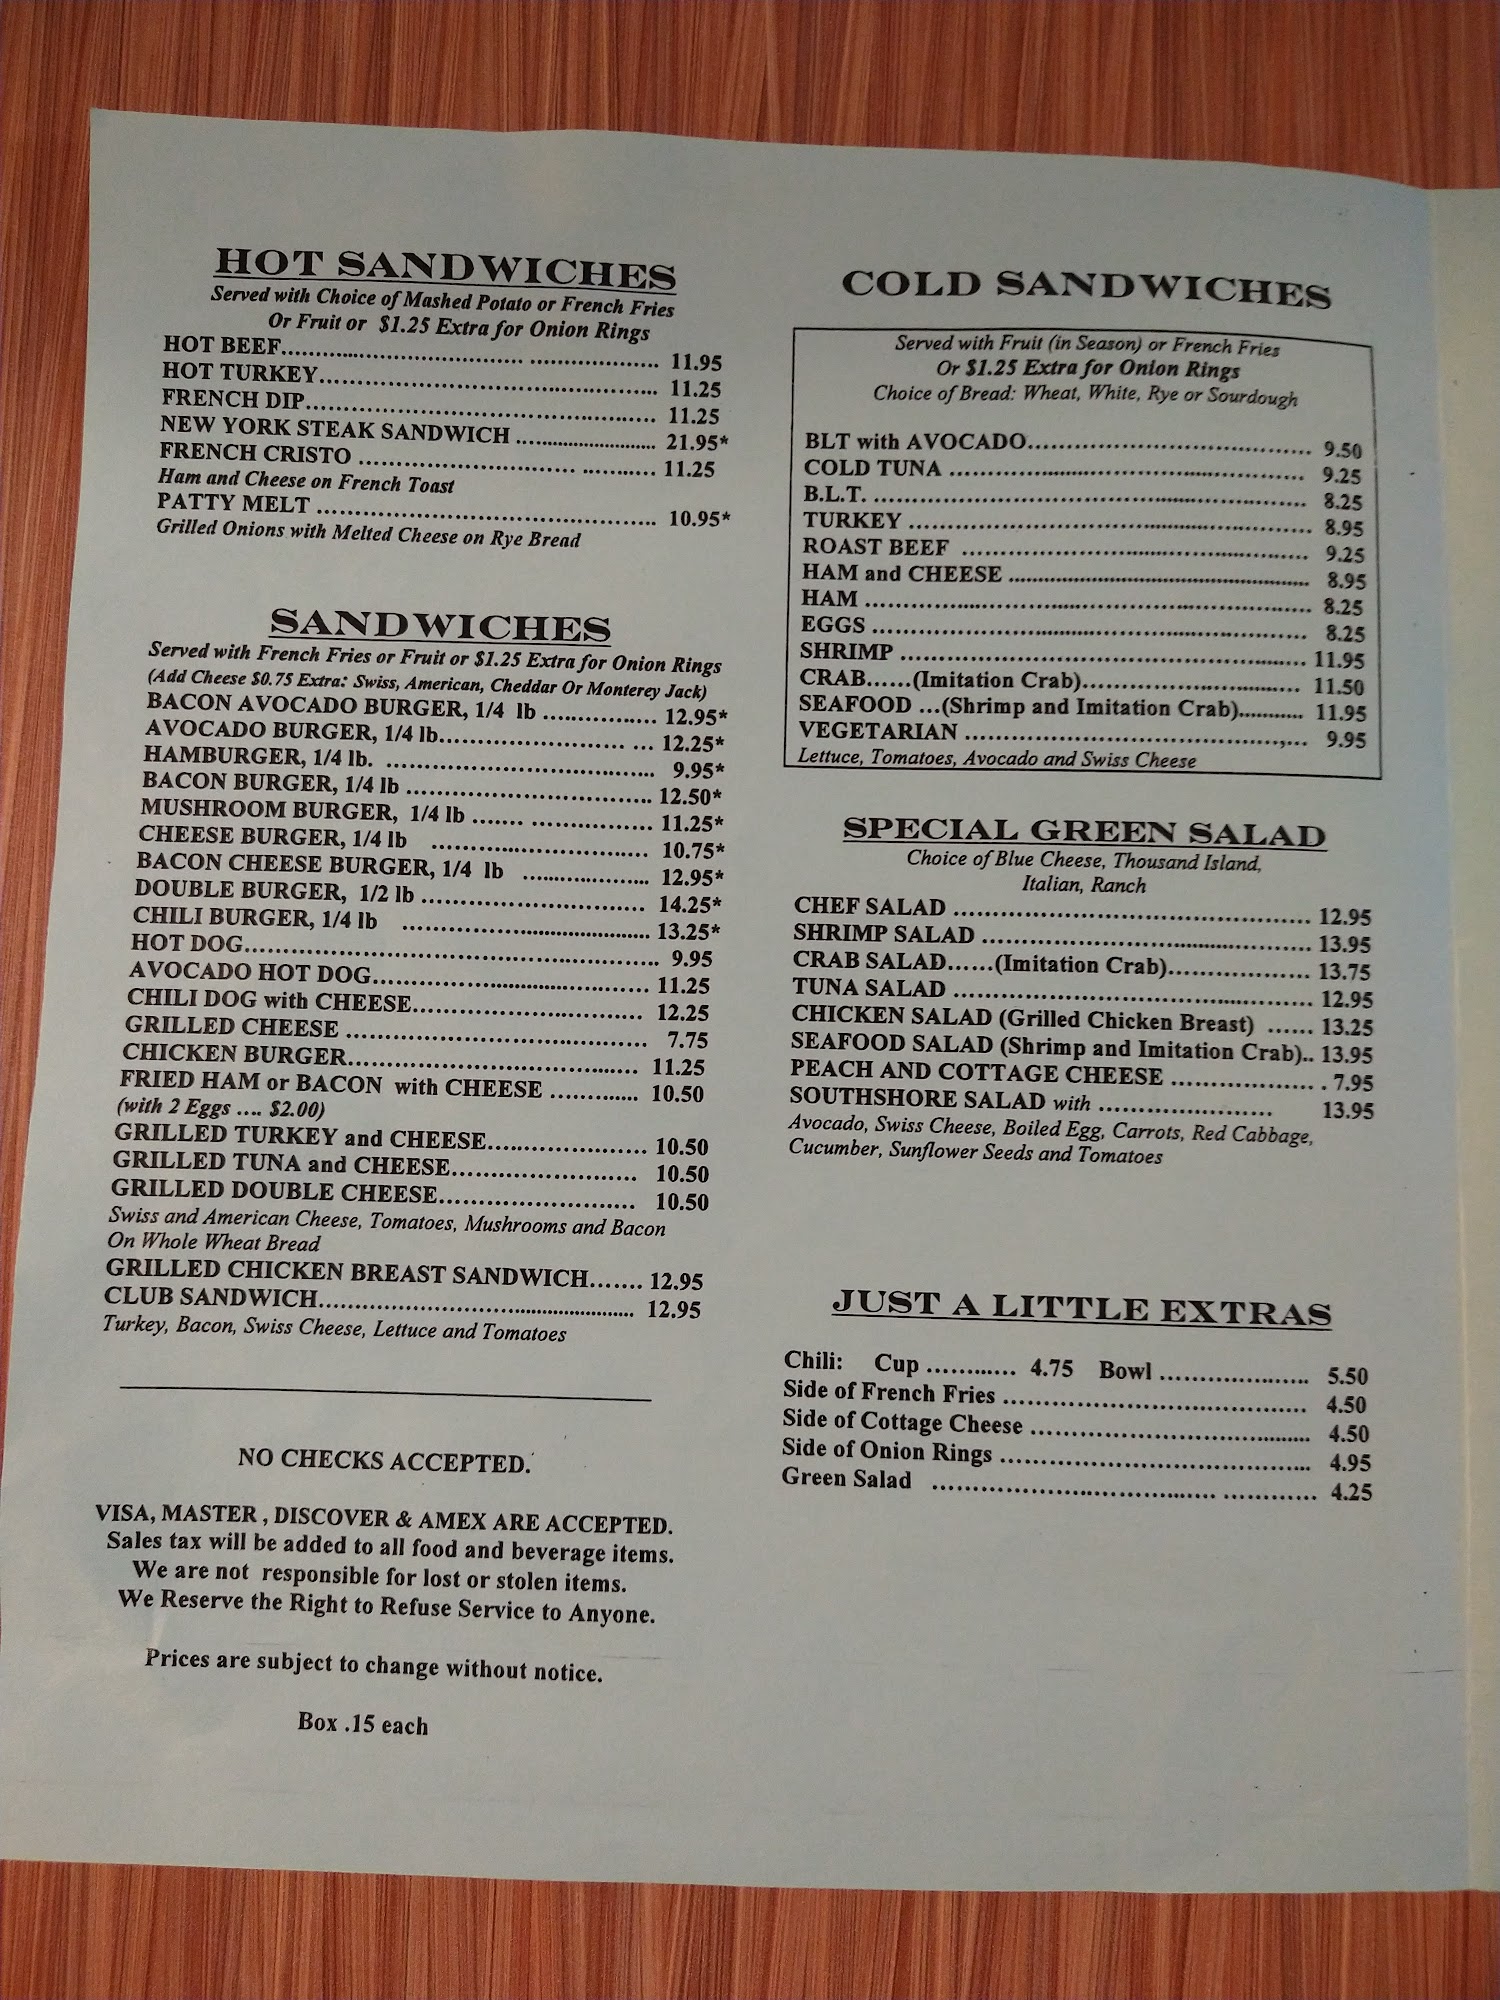 HOT SANDWICHES
Served with Choice of Mashed Potato or French Fries
Or Fruit or $1.25 Extra for Onion Rings
HOT BEEF................................................ 11.95
HOT TURKEY............................................ 11.25
FRENCH DIP.............................................. 11.25
NEW YORK STEAK SANDWICH ........................... 21.95*
FRENCH CRISTO ....................................... 11.25
Ham and Cheese on French Toast
PATTY MELT ............................................ 10.95*
Grilled Onions with Melted Cheese on Rye Bread
SANDWICHES
Served with French Fries or Fruit or $1.25 Extra for Onion Rings
(Add Cheese $0.75 Extra: Swiss, American, Cheddar Or Monterey Jack)
BACON AVOCADO BURGER, 1/4 lb ............... 12.95*
AVOCADO BURGER, 1/4 lb........................... 12.25*
HAMBURGER, 1/4 lb. ................................... 9.95*
BACON BURGER, 1/4 lb ................................ 12.50*
MUSHROOM BURGER, 1/4 lb ....... ................ 11.25*
CHEESE BURGER, 1/4 lb ............................ 10.75*
BACON CHEESE BURGER, 1/4 lb ................ 12.95*
DOUBLE BURGER, 1/2 lb ............................. 14.25*
CHILI BURGER, 1/4 lb ................................ 13.25*
HOT DOG..................................................... 9.95
AVOCADO HOT DOG.................................... 11.25
CHILI DOG with CHEESE.............................. 12.25
GRILLED CHEESE ....................................... 7.75
CHICKEN BURGER..................................... 11.25
FRIED HAM or BACON with CHEESE ............ 10.50
(with 2 Eggs .... $2.00)
GRILLED TURKEY and CHEESE..................... 10.50
GRILLED TUNA and CHEESE........................ 10.50
GRILLED DOUBLE CHEESE.......................... 10.50
Swiss and American Cheese, Tomatoes, Mushrooms and Bacon
On Whole Wheat Bread
GRILLED CHICKEN BREAST SANDWICH....... 12.95
CLUB SANDWICH......................................... 12.95
Turkey, Bacon, Swiss Cheese, Lettuce and Tomatoes
NO CHECKS ACCEPTED.
VISA, MASTER , DISCOVER & AMEX ARE ACCEPTED.
Sales tax will be added to all food and beverage items.
We are not responsible for lost or stolen items.
We Reserve the Right to Refuse Service to Anyone.
Prices are subject to change without notice.
Box .15 each
COLD SANDWICHES
Served with Fruit (in Season) or French Fries
Or $1.25 Extra for Onion Rings
Choice of Bread: Wheat, White, Rye or Sourdough
BLT with AVOCADO..................................... 9.50
COLD TUNA ............................................... 9.25
B.L.T. ......................................................... 8.25
TURKEY ..................................................... 8.95
ROAST BEEF .............................................. 9.25
HAM and CHEESE ....................................... 8.95
HAM ........................................................... 8.25
EGGS .......................................................... 8.25
SHRIMP ...................................................... 11.95
CRAB......(Imitation Crab)............................. 11.50
SEAFOOD ...(Shrimp and Imitation Crab)........... 11.95
VEGETARIAN ............................................. 9.95
Lettuce, Tomatoes, Avocado and Swiss Cheese
SPECIAL GREEN SALAD
Choice of Blue Cheese, Thousand Island,
Italian, Ranch
CHEF SALAD ............................................... 12.95
SHRIMP SALAD ........................................... 13.95
CRAB SALAD......(Imitation Crab)................... 13.75
TUNA SALAD ............................................... 12.95
CHICKEN SALAD (Grilled Chicken Breast) ...... 13.25
SEAFOOD SALAD (Shrimp and Imitation Crab).. 13.95
PEACH AND COTTAGE CHEESE ................... . 7.95
SOUTHSHORE SALAD with ....................... 13.95
Avocado, Swiss Cheese, Boiled Egg, Carrots, Red Cabbage,
Cucumber, Sunflower Seeds and Tomatoes
JUST A LITTLE EXTRAS
Chili: Cup ............ 4.75 Bowl .................... 5.50
Side of French Fries ........................................ 4.50
Side of Cottage Cheese .................................... 4.50
Side of Onion Rings ........................................ 4.95
Green Salad ..................................... ............ 4.25